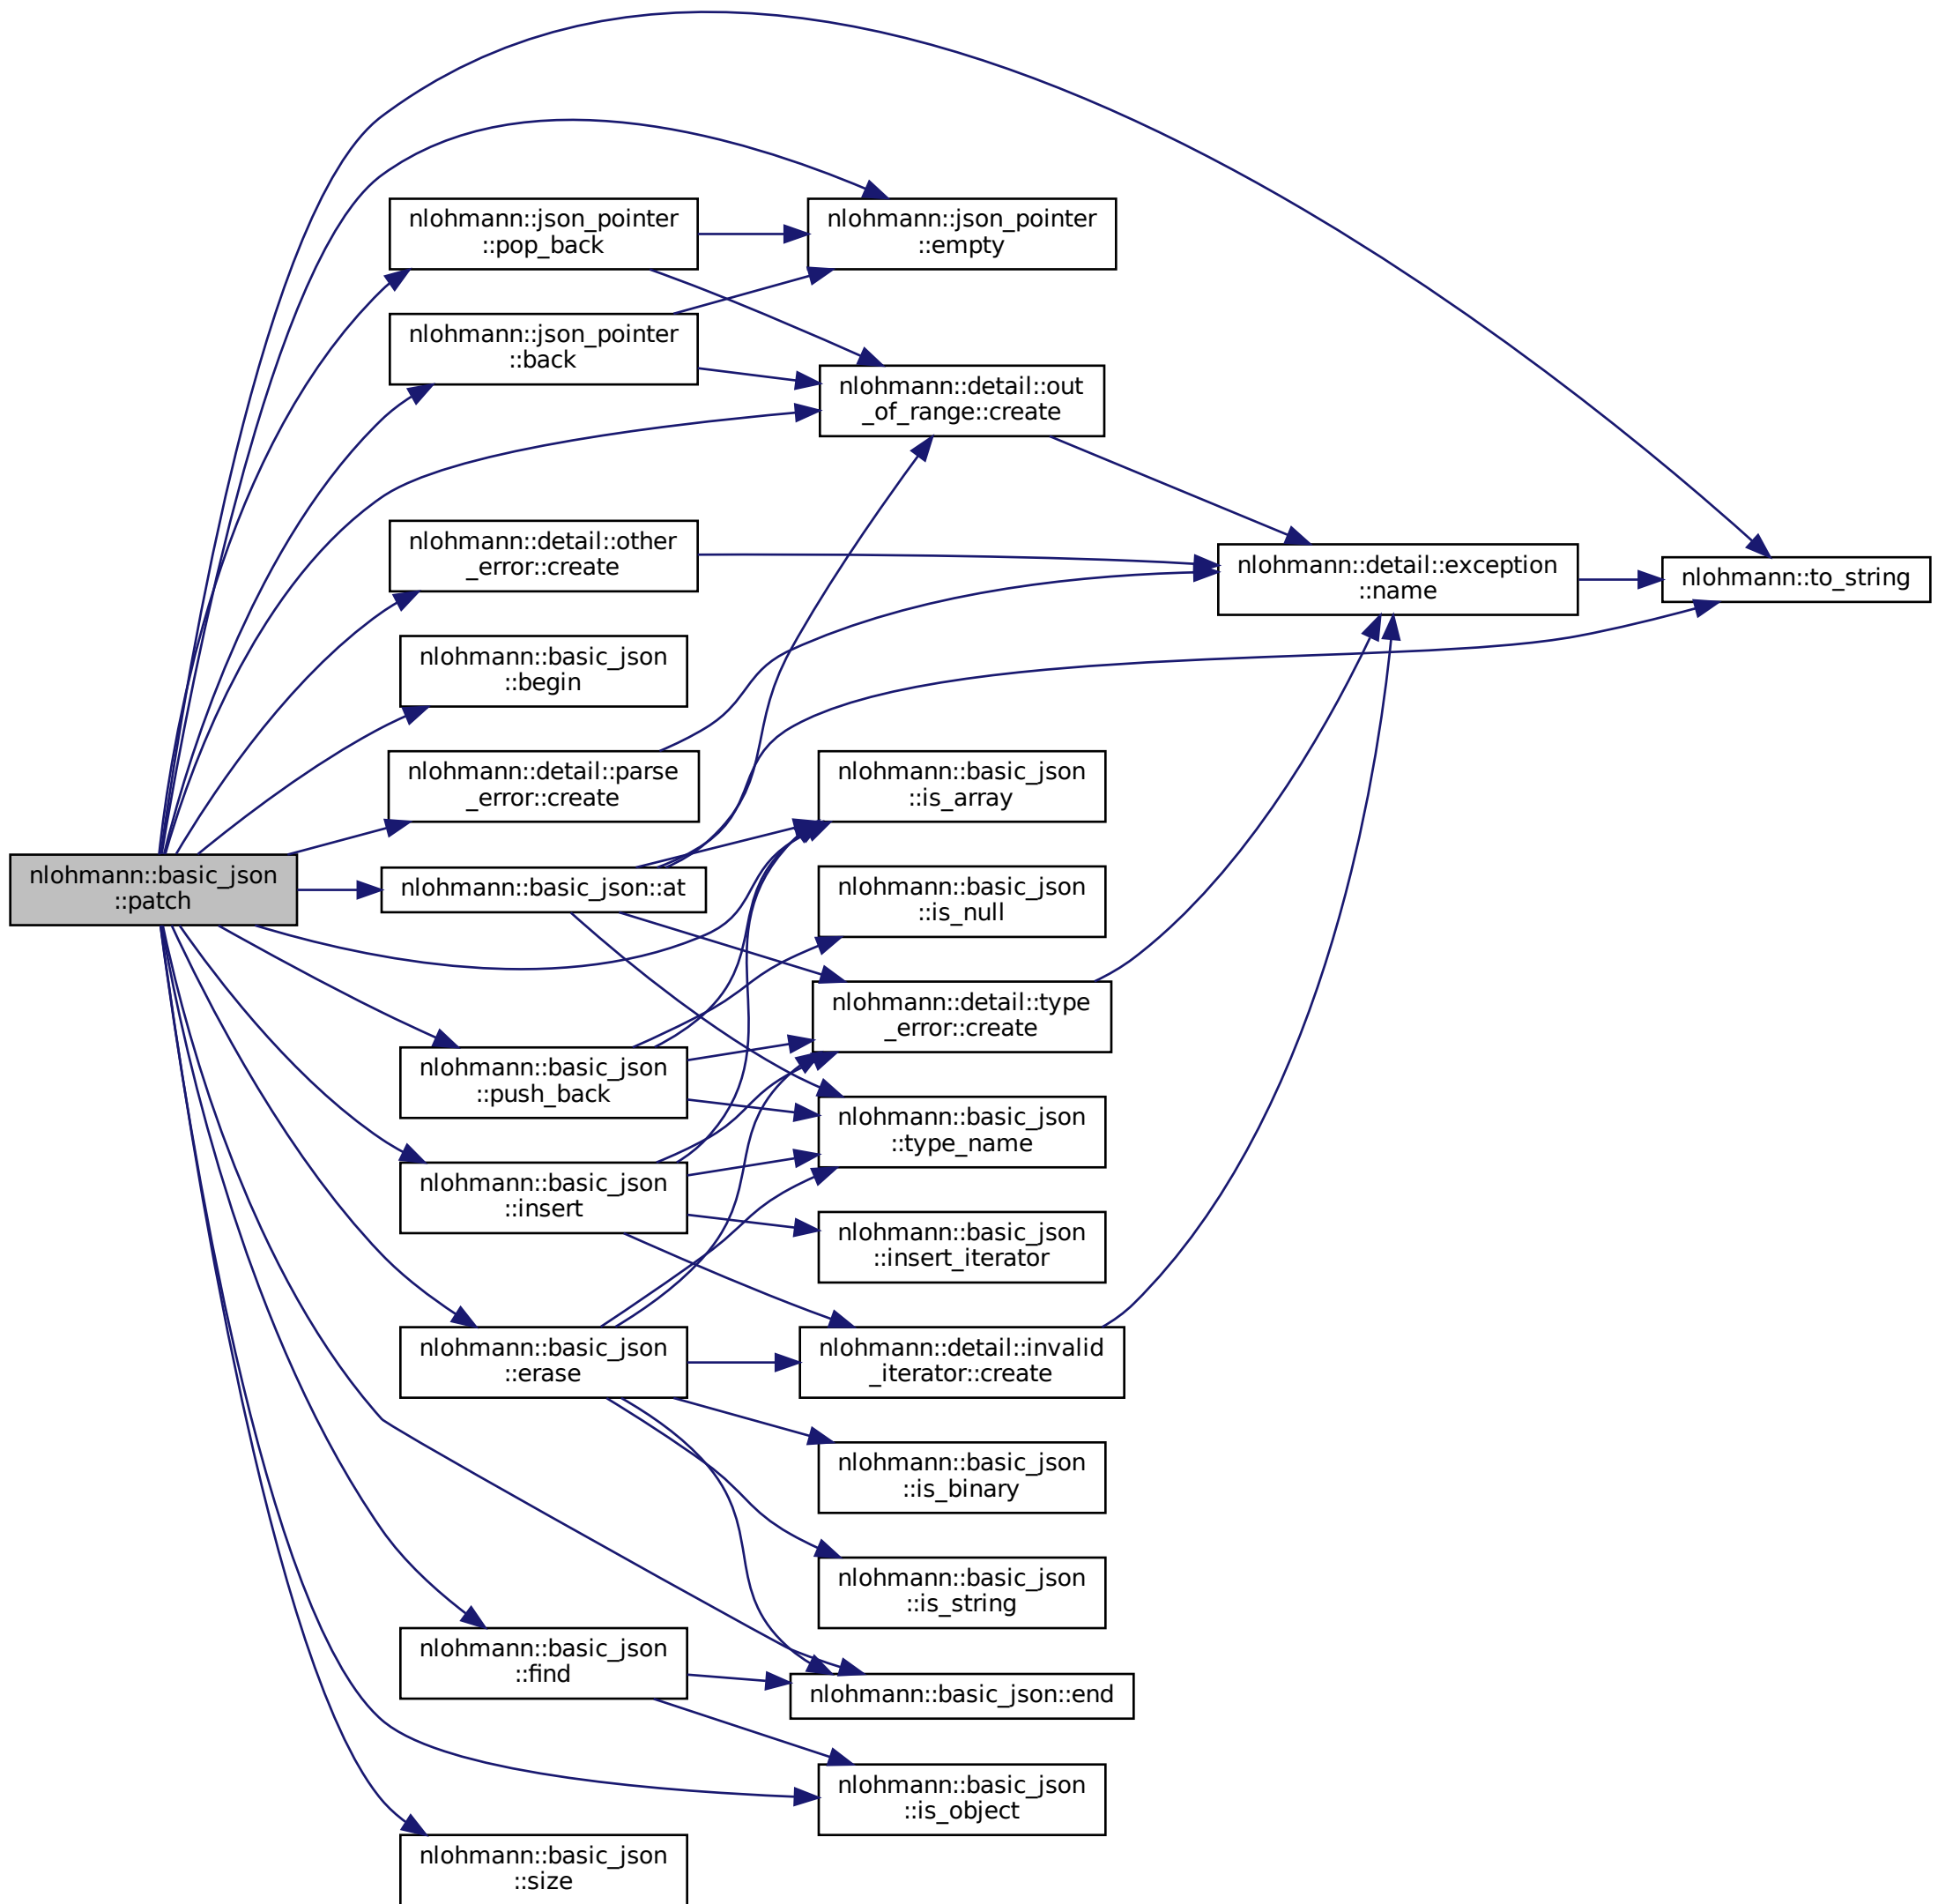 nlohmann::basic_json
::patch
nlohmann::json_pointer
::pop_back
nlohmann::json_pointer
::back
nlohmann::detail::other
_error::create
nlohmann::basic_json
::begin
nlohmann::detail::parse
_error::create
nlohmann::basic_json::at
nlohmann::basic_json
::push_back
nlohmann::basic_json
::insert
nlohmann::basic_json
::erase
nlohmann::basic_json
::find
nlohmann::basic_json
::size
nlohmann::json_pointer
::empty
nlohmann::detail::out
_of_range::create
nlohmann::basic_json
::is_array
nlohmann::basic_json
::is_null
nlohmann::detail::type
_error::create
nlohmann::basic_json
::type_name
nlohmann::basic_json
::insert_iterator
nlohmann::detail::invalid
_iterator::create
nlohmann::basic_json
::is_binary
nlohmann::basic_json
::is_string
nlohmann::basic_json::end
nlohmann::basic_json
::is_object
nlohmann::detail::exception
::name
nlohmann::to_string